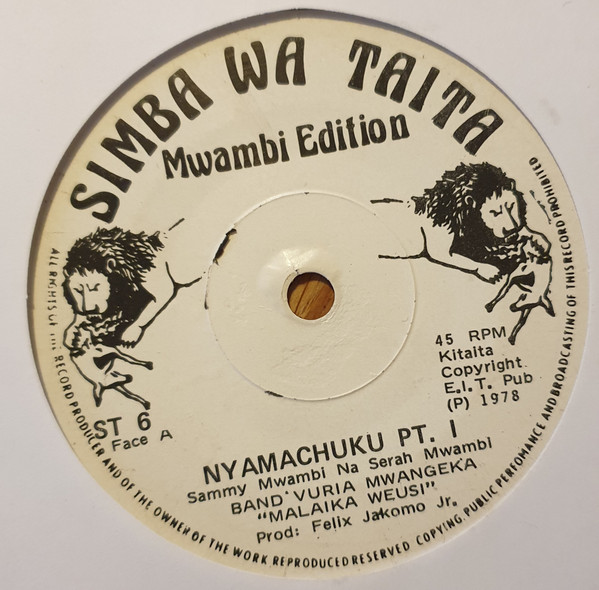 SIMBA WA TAITA
Mwambi Edition
45 RPM
Kitaita
Copyright
E.I.T. Pub
(P) 1978
ST 6
Face A
NYAMACHUKU PT. I
Sammy Mwambi Na Serah Mwambi
BAND VURIA MWANGEKA
"MALAIKA WEUSI"
Prod: Felix Jakomo Jr.
ALL RIGHTS OF THE RECORD PRODUCER AND OF THE OWNER OF THE WORK REPRODUCED RESERVED COPYING, PUBLIC PERFOMANCE AND BROADCASTING OF THIS RECORD PROHIBITED